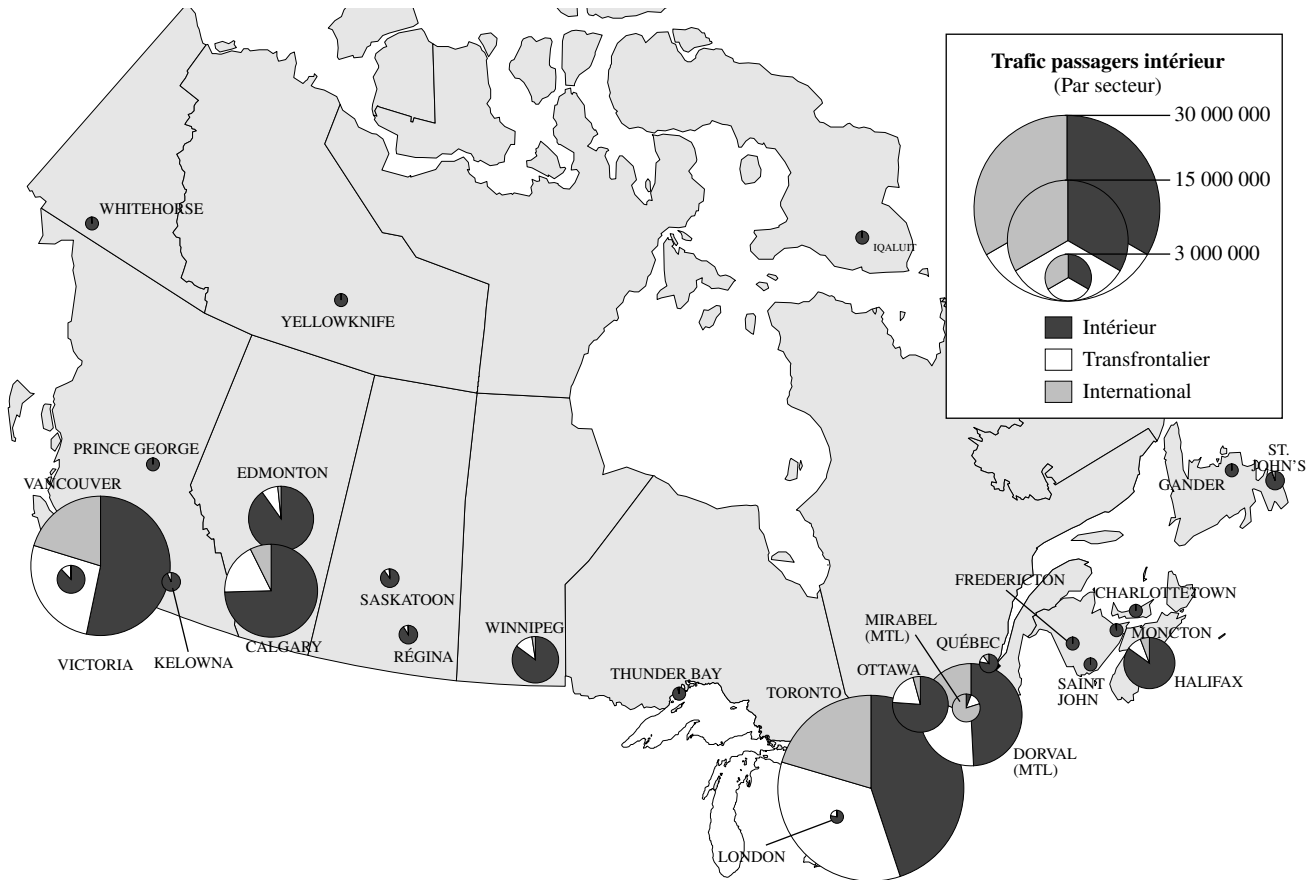 Trafic passagers intérieur
(Par secteur)
30 000 000
15 000 000
3 000 000
Intérieur
Transfrontalier
International
WHITEHORSE
IQALUIT
YELLOWKNIFE
PRINCE GEORGE
EDMONTON
VANCOUVER
ST.
JOHN'S
GANDER
SASKATOON
FREDERICTON
CHARLOTTETOWN
MIRABEL
(MTL)
QUÉBEC
MONCTON
WINNIPEG
CALGARY
RÉGINA
VICTORIA
KELOWNA
THUNDER BAY
OTTAWA
TORONTO
SAINT
JOHN
HALIFAX
DORVAL
(MTL)
LONDON